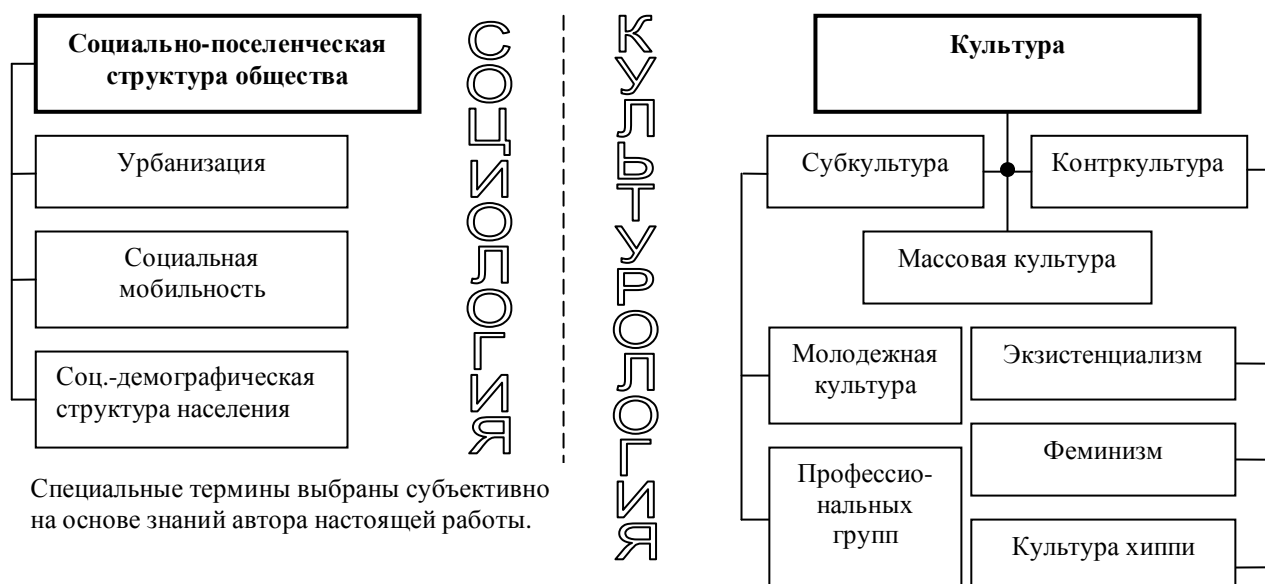 Социально-поселенческая
структура общества
Урбанизация
Социальная
мобильность
Соц.-демографическая
структура населения
Специальные термины выбраны субъективно
на основе знаний автора настоящей работы.
СОЦИОЛОГИЯ
КУЛЬТУРОЛОГИЯ
Культура
Субкультура
Контркультура
Массовая культура
Молодежная
культура
Профессио-
нальных
групп
Экзистенциализм
Феминизм
Культура хиппи